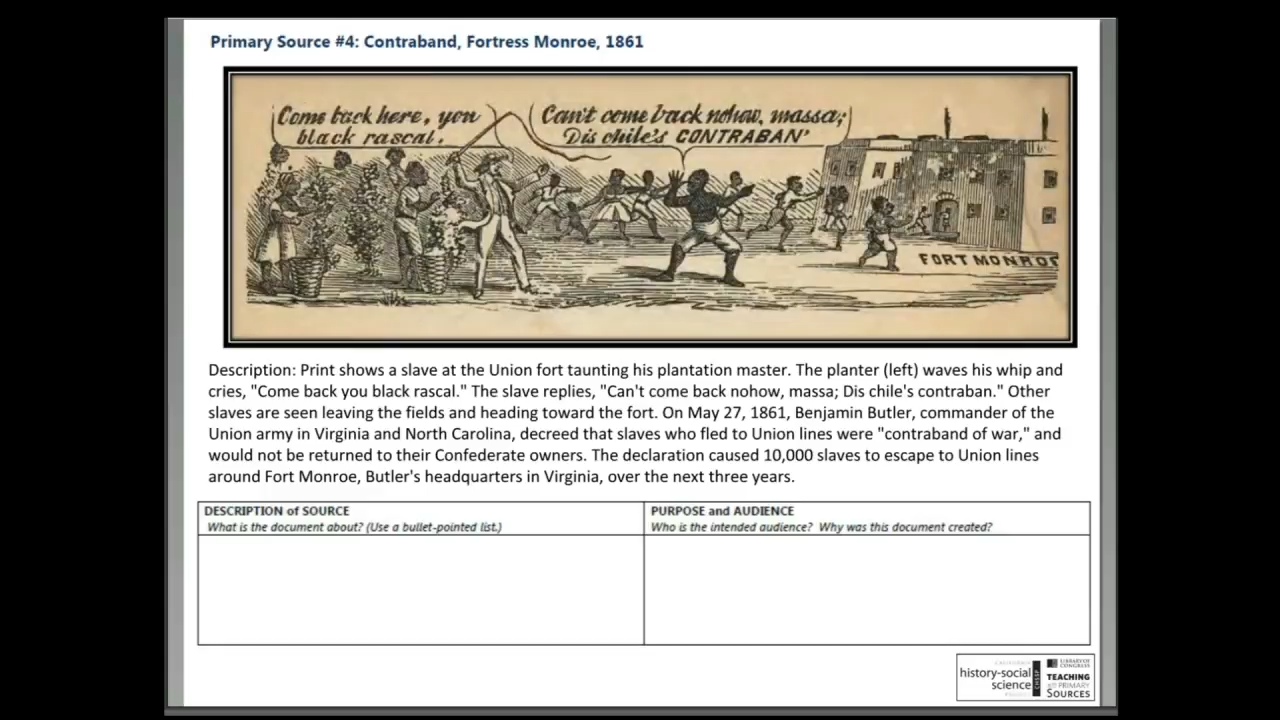 Primary Source #4: Contraband, Fortress Monroe, 1861
Come back here, you
black rascal.
Can't come back nohow, massa;
Dis chile's CONTRABAN'
FORT MONROE
Description: Print shows a slave at the Union fort taunting his plantation master. The planter (left) waves his whip and
cries, "Come back you black rascal." The slave replies, "Can't come back nohow, massa; Dis chile's contraban." Other
slaves are seen leaving the fields and heading toward the fort. On May 27, 1861, Benjamin Butler, commander of the
Union army in Virginia and North Carolina, decreed that slaves who fled to Union lines were "contraband of war," and
would not be returned to their Confederate owners. The declaration caused 10,000 slaves to escape to Union lines
around Fort Monroe, Butler's headquarters in Virginia, over the next three years.
DESCRIPTION of SOURCE
What is the document about? (Use a bullet-pointed list.)
PURPOSE and AUDIENCE
Who is the intended audience? Why was this document created?
CALIFORNIA
history-social
science
PROJECT
CHSSP
LIBRARY OF
CONGRESS
TEACHING
with PRIMARY
SOURCES